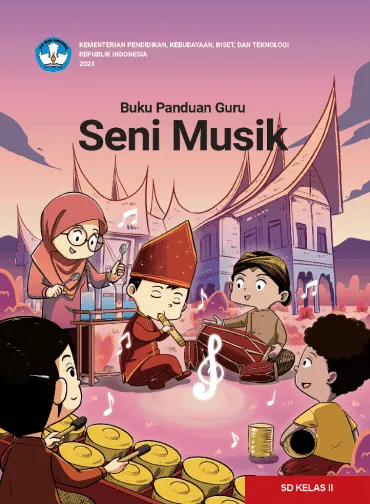 KEMENTERIAN PENDIDIKAN, KEBUDAYAAN, RISET, DAN TEKNOLOGI
REPUBLIK INDONESIA
2021
Buku Panduan Guru
Seni Musik
SD KELAS II